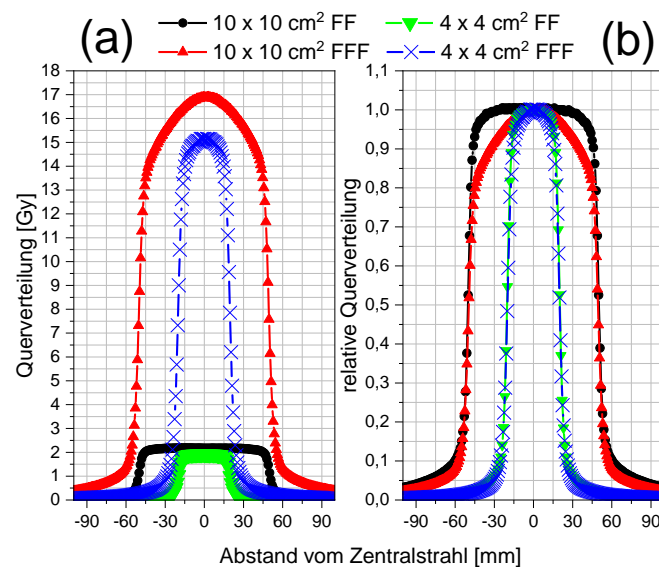 (a)
10 x 10 cm² FF
4 x 4 cm² FF
10 x 10 cm² FFF
4 x 4 cm² FFF
(b)
Querverteilung [Gy]
18
17
16
15
14
13
12
11
10
9
8
7
6
5
4
3
2
1
0
-90 -60 -30 0 30 60 90
relative Querverteilung
1,1
1,0
0,9
0,8
0,7
0,6
0,5
0,4
0,3
0,2
0,1
0,0
-90 -60 -30 0 30 60 90
Abstand vom Zentralstrahl [mm]